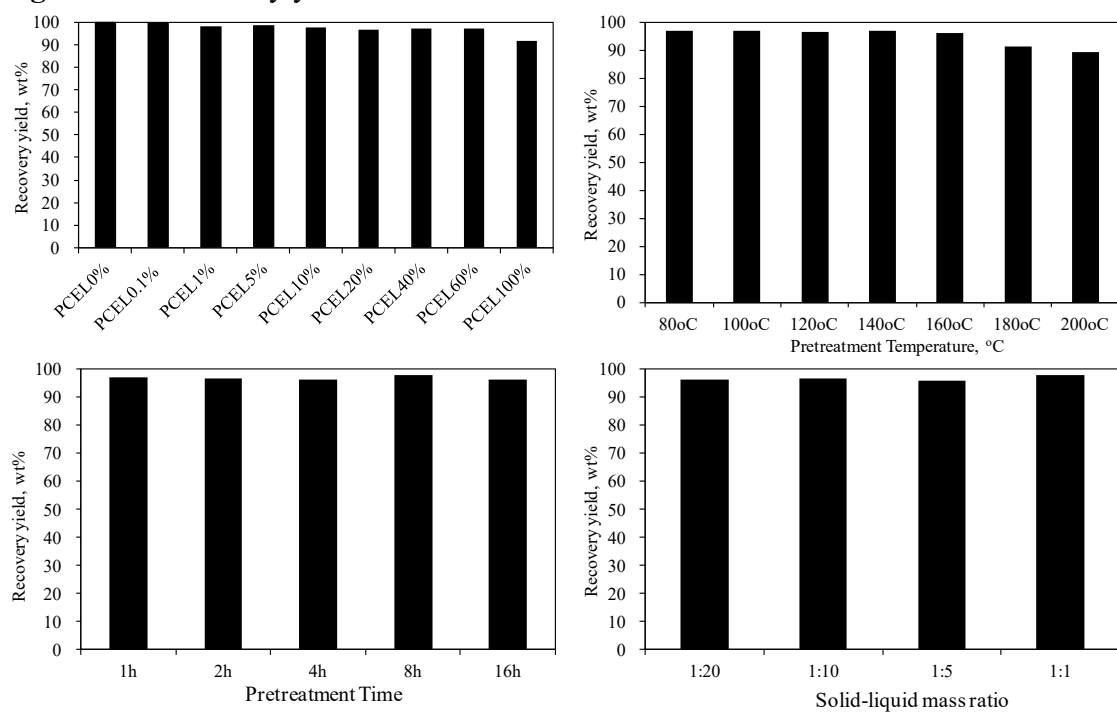 Recovery yield, wt%
100
90
80
70
60
50
40
30
20
10
0
PCEL0%
PCEL0.1%
PCEL1%
PCEL5%
PCEL10%
PCEL20%
PCEL40%
PCEL60%
PCEL100%
Recovery yield, wt%
100
90
80
70
60
50
40
30
20
10
0
80oC 100oC 120oC 140oC 160oC 180oC 200oC
Pretreatment Temperature, °C
Recovery yield, wt%
100
90
80
70
60
50
40
30
20
10
0
1h 2h 4h 8h 16h
Pretreatment Time
Recovery yield, wt%
100
90
80
70
60
50
40
30
20
10
0
1:20 1:10 1:5 1:1
Solid-liquid mass ratio